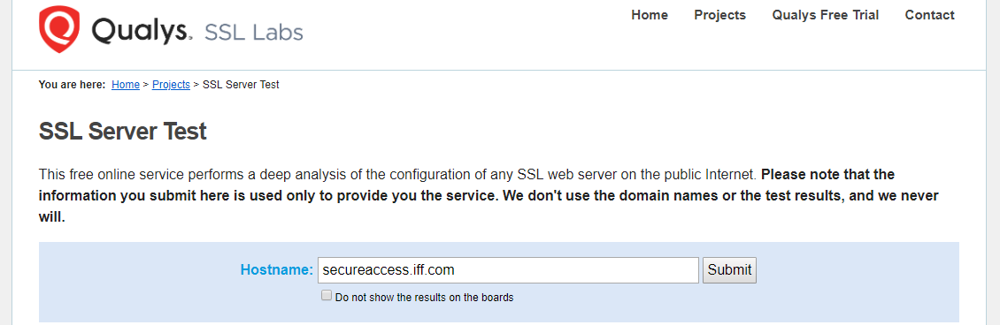 Qualys. SSL Labs
Home Projects Qualys Free Trial Contact
You are here: Home > Projects > SSL Server Test
SSL Server Test
This free online service performs a deep analysis of the configuration of any SSL web server on the public Internet. Please note that the
information you submit here is used only to provide you the service. We don't use the domain names or the test results, and we never
will.
Hostname: secureaccess.iff.com Submit
Do not show the results on the boards